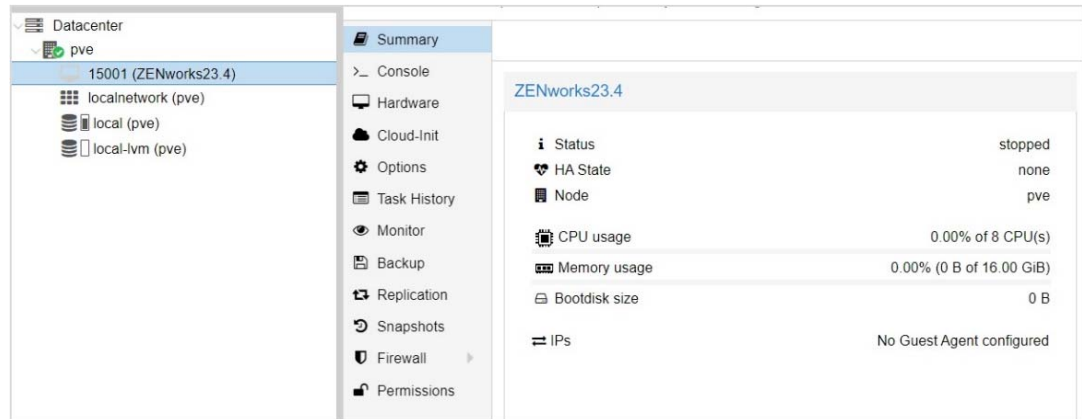 Datacenter
pve
15001 (ZENworks23.4)
localnetwork (pve)
local (pve)
local-lvm (pve)
Summary
Console
Hardware
Cloud-Init
Options
Task History
Monitor
Backup
Replication
Snapshots
Firewall
Permissions
ZENworks23.4
Status stopped
HA State none
Node pve
CPU usage 0.00% of 8 CPU(s)
Memory usage 0.00% (0 B of 16.00 GiB)
Bootdisk size 0 B
IPs No Guest Agent configured